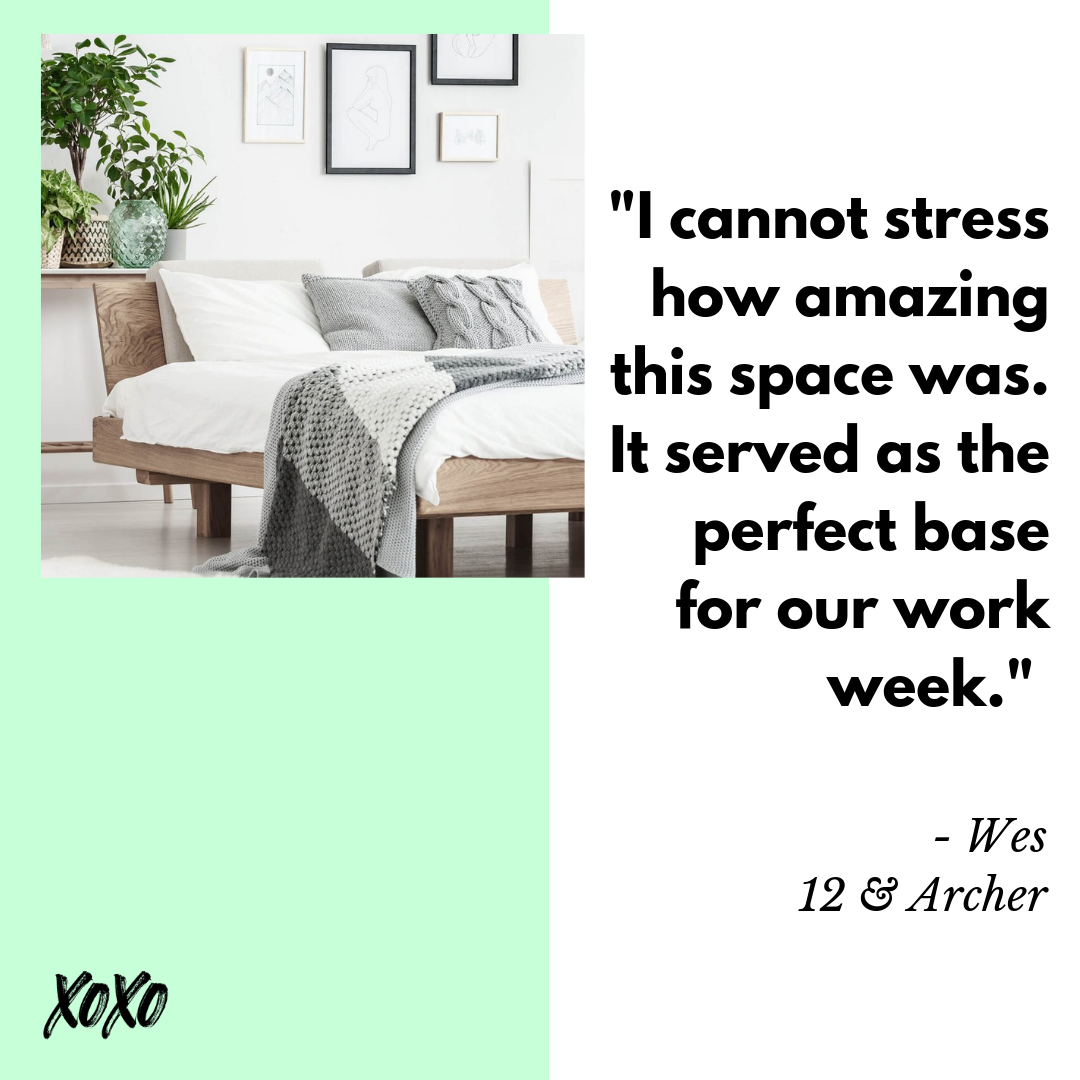 "I cannot stress
how amazing
this space was.
It served as the
perfect base
for our work
week."
- Wes
12 & Archer
XOXO